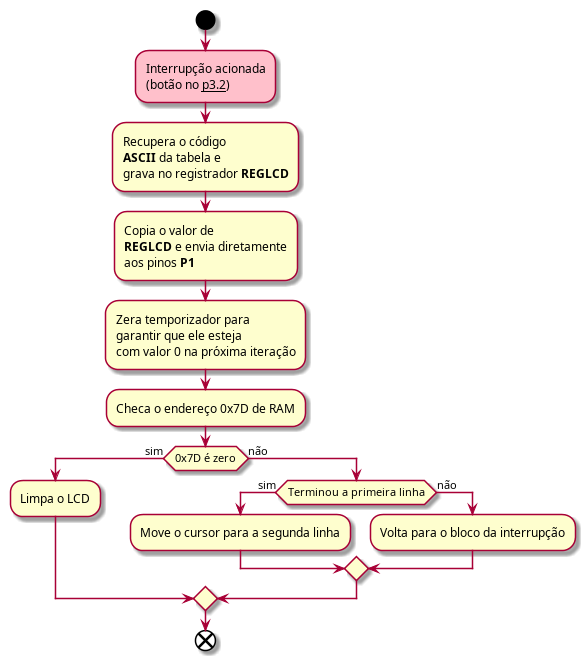 Interrupção acionada
(botão no p3.2)
Recupera o código
ASCII da tabela e
grava no registrador REGLCD
Copia o valor de
REGLCD e envia diretamente
aos pinos P1
Zera temporizador para
garantir que ele esteja
com valor 0 na próxima iteração
Checa o endereço 0x7D de RAM
sim
0x7D é zero
não
Limpa o LCD
sim
Terminou a primeira linha
não
Move o cursor para a segunda linha
Volta para o bloco da interrupção